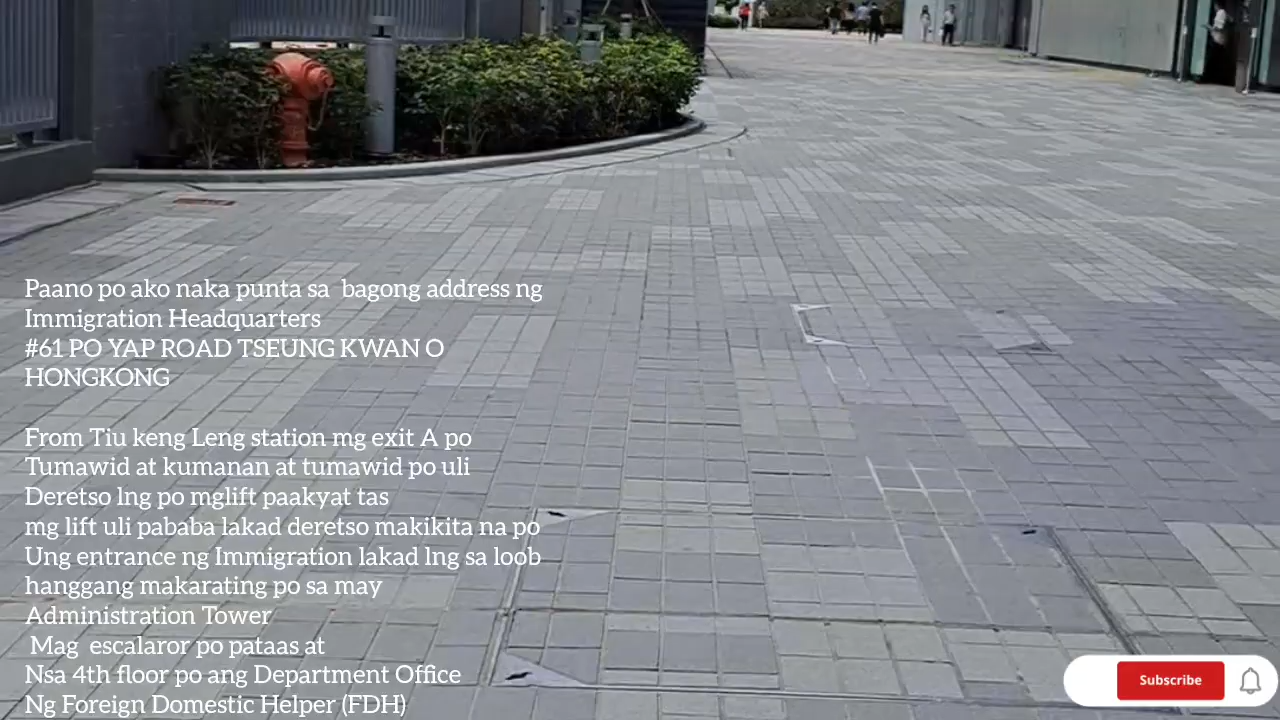 Paano po ako naka punta sa  bagong address ng
Immigration Headquarters
#61 PO YAP ROAD TSEUNG KWAN O
HONGKONG
From Tiu keng Leng station mg exit A po
Tumawid at kumanan at tumawid po uli
Deretso lng po mglift paakyat tas
mg lift uli pababa lakad deretso makikita na po
Ung entrance ng Immigration lakad lng sa loob
hanggang makarating po sa may
Administration Tower
Mag  escalaror po pataas at
Nsa 4th floor po ang Department Office
Ng Foreign Domestic Helper (FDH)
Subscribe